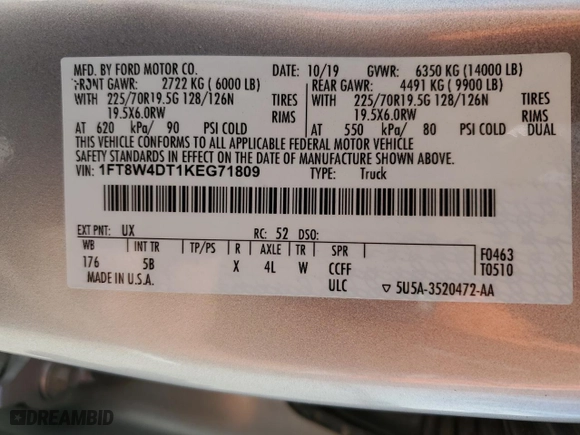 MFD. BY FORD MOTOR CO. DATE: 10/19 GVWR: 6350 KG (14000 LB)
FRONT GAWR: 2722 KG (6000 LB) REAR GAWR: 4491 KG (9900 LB)
WITH 225/70R19.5G 128/126N TIRES WITH 225/70R19.5G 128/126N TIRES
19.5X6.0RW RIMS 19.5X6.0RW RIMS
AT 620 kPa/ 90 PSI COLD AT 550 kPa/ 80 PSI COLD DUAL
THIS VEHICLE CONFORMS TO ALL APPLICABLE FEDERAL MOTOR VEHICLE
SAFETY STANDARDS IN EFFECT ON THE DATE OF MANUFACTURE SHOWN ABOVE.
VIN: 1FT8W4DT1KEG71809 TYPE: Truck
EXT PNT: UX RC: 52 DSO:
WB INT TR TP/PS R AXLE TR SPR F0463
176 5B X 4L W CCFF T0510
MADE IN U.S.A. ULC ▽ 5U5A-3520472-AA
DREAMBID